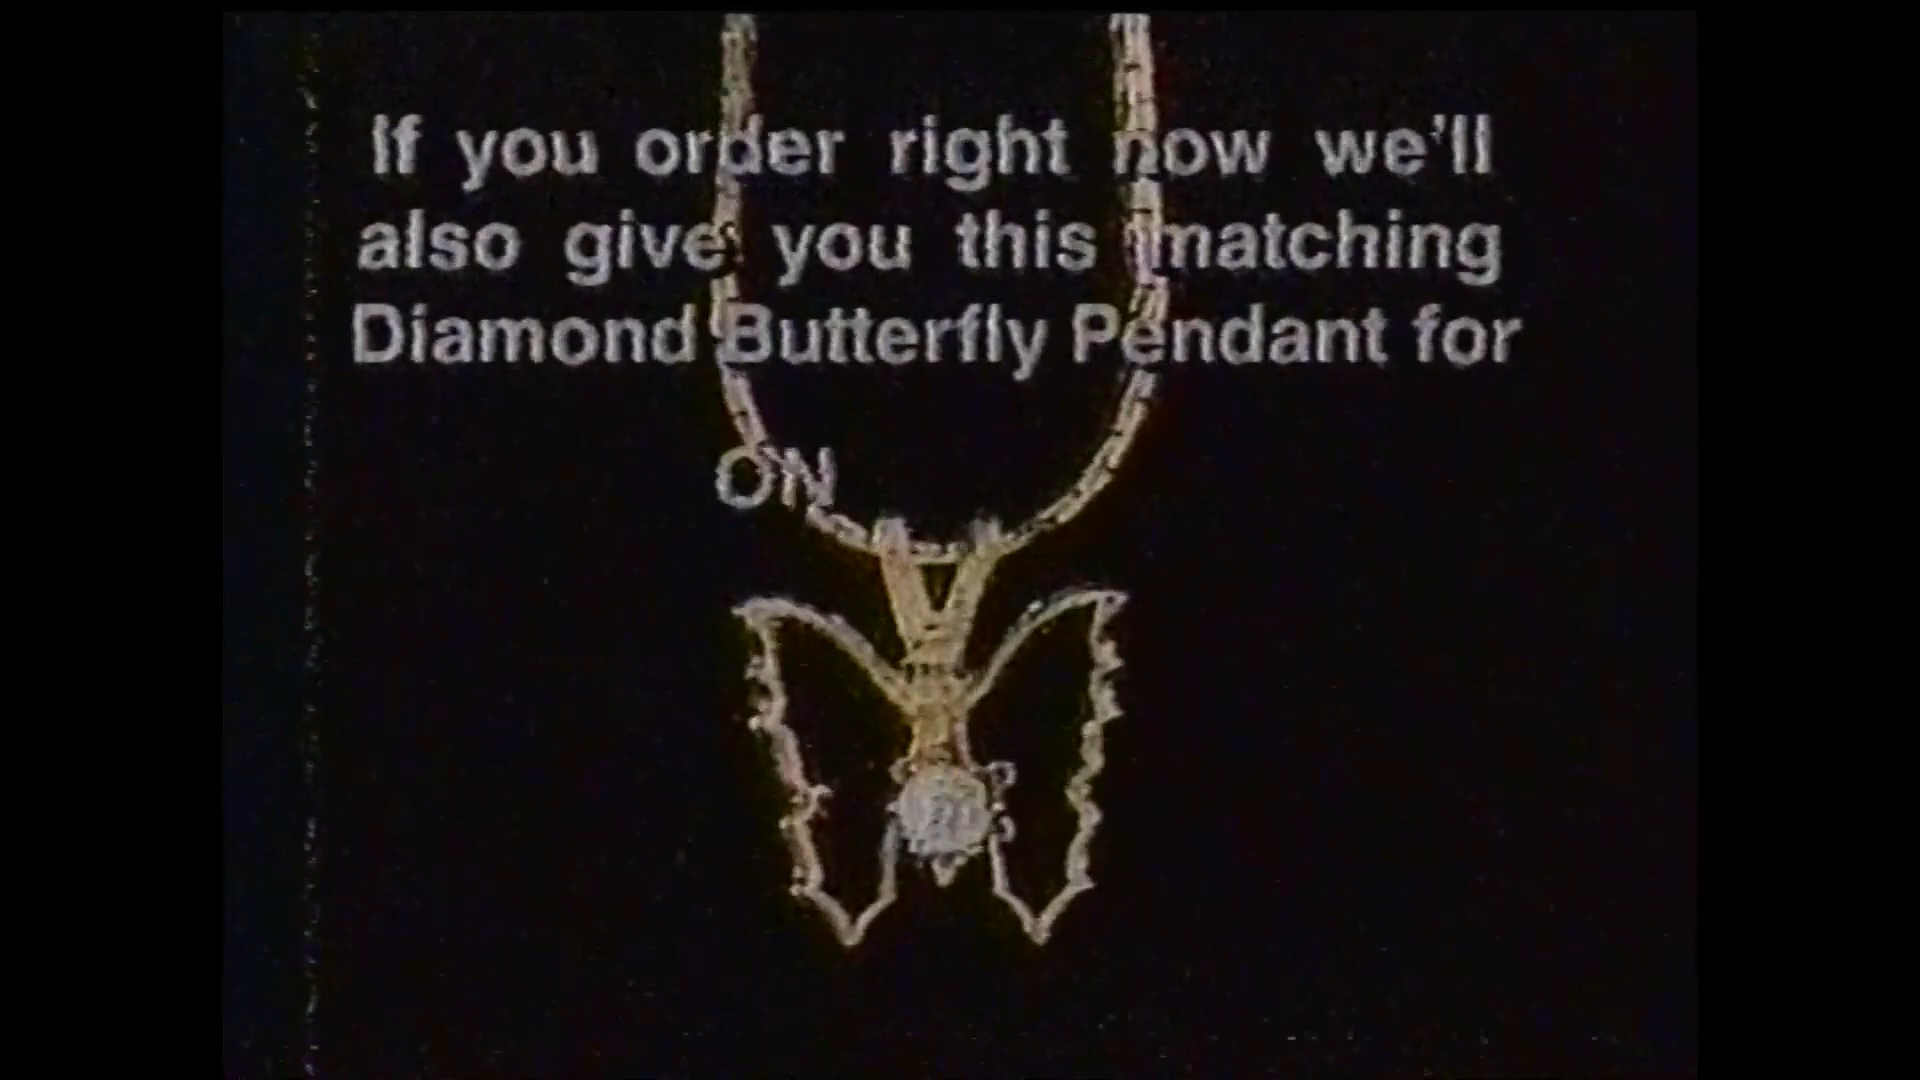 If you order right now we'll
also give you this matching
Diamond Butterfly Pendant for
ON